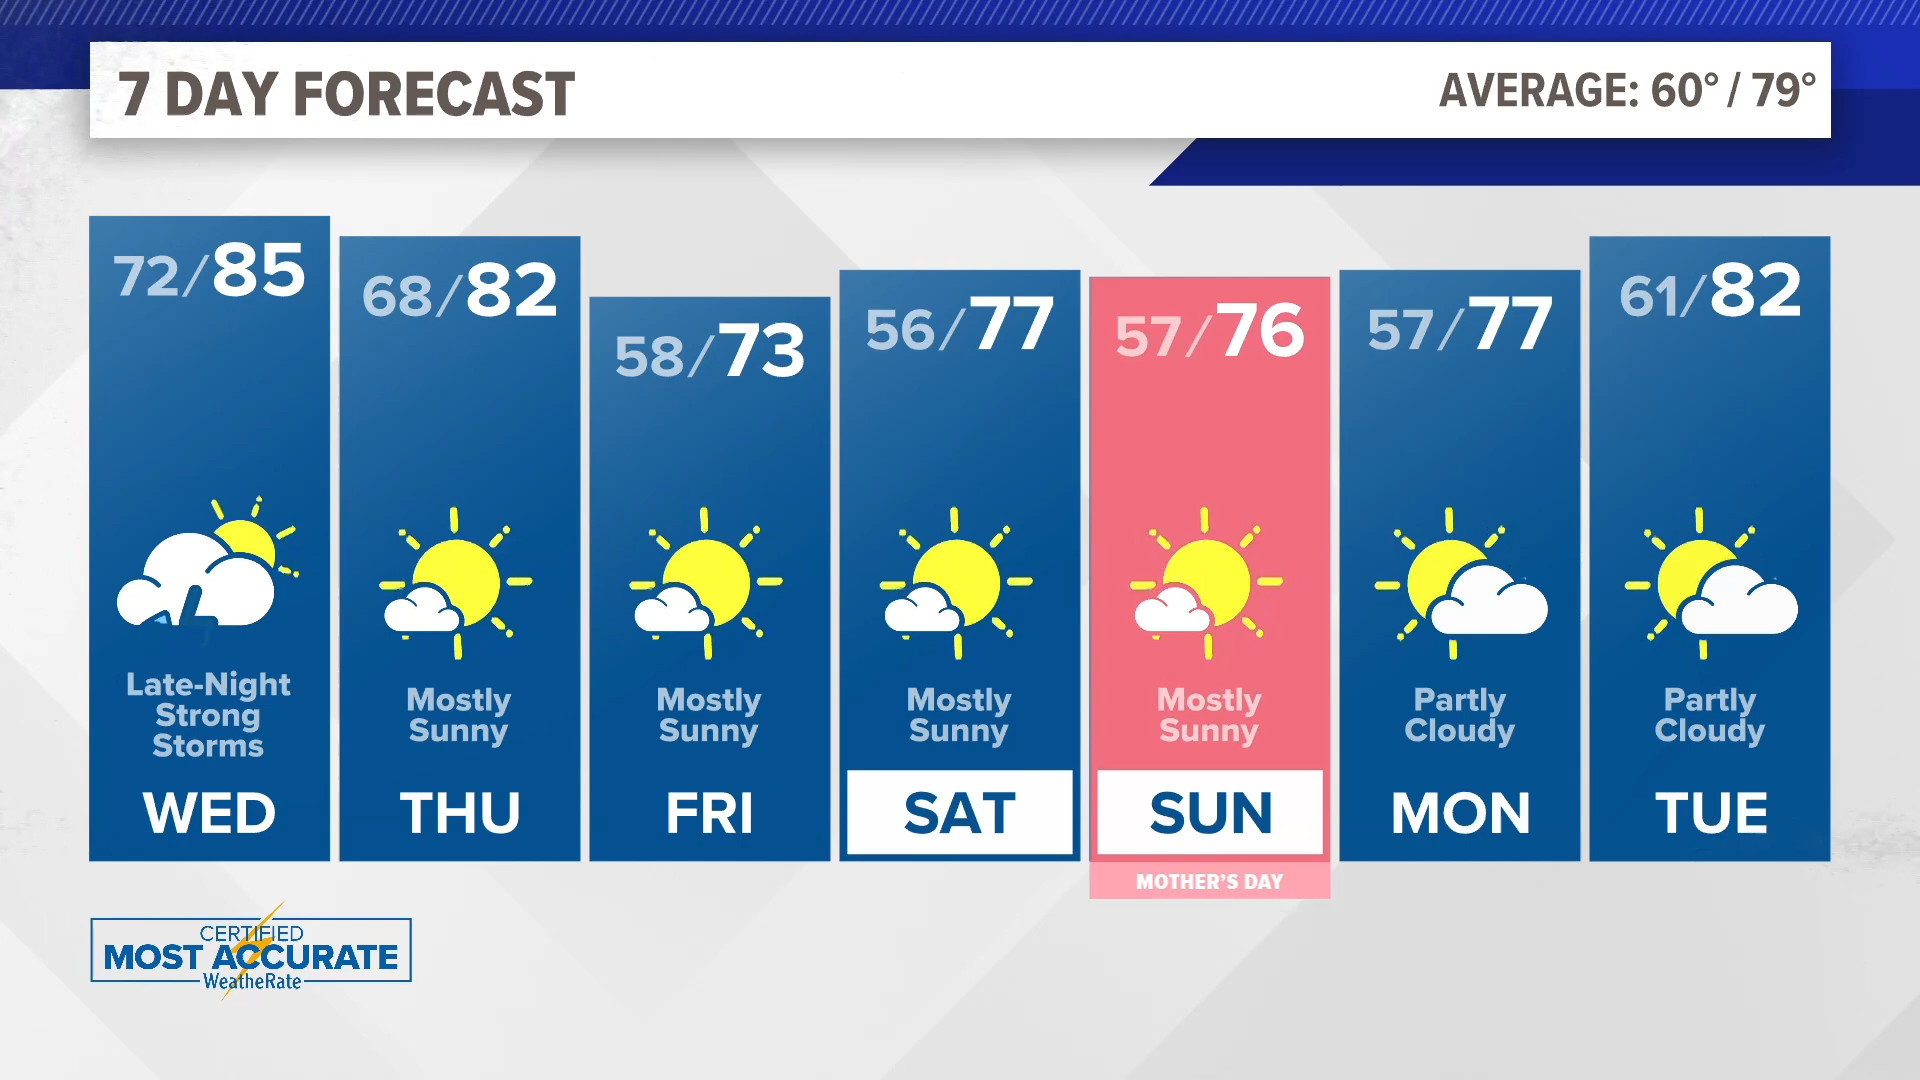 7 DAY FORECAST
AVERAGE: 60° / 79°
72/85
Late-Night
Strong
Storms
WED
68/82
Mostly
Sunny
THU
58/73
Mostly
Sunny
FRI
56/77
Mostly
Sunny
SAT
57/76
Mostly
Sunny
SUN
MOTHER'S DAY
57/77
Partly
Cloudy
MON
61/82
Partly
Cloudy
TUE
CERTIFIED
MOST ACCURATE
WeatheRate